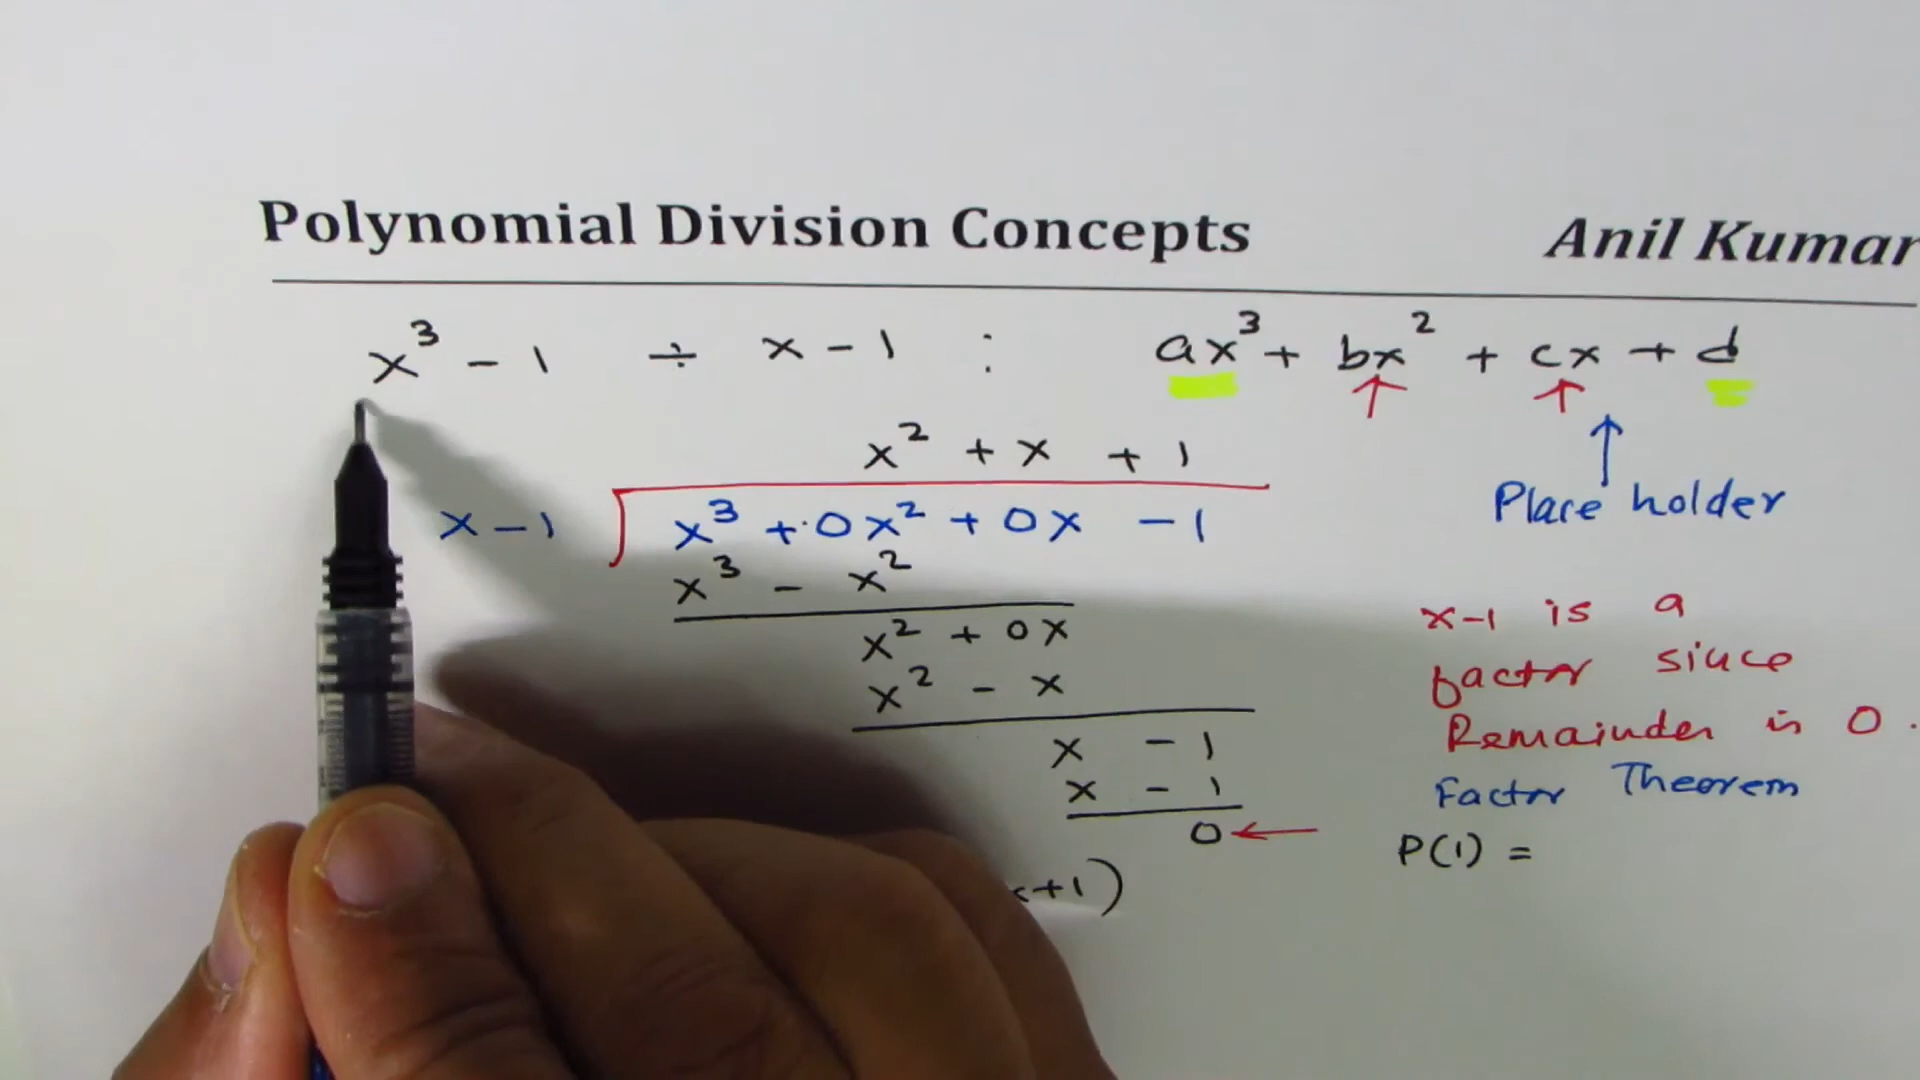 Polynomial Division Concepts
Anil Kumar
x³ - 1 ÷ x - 1 :
ax³ + bx² + cx + d
Place holder
x² + x + 1
x - 1 x³ + 0x² + 0x - 1
x³ - x²
x² + 0x
x² - x
x - 1
x - 1
0
x+1)
x-1 is a
factor since
Remainder is 0.
Factor Theorem
P(1) =